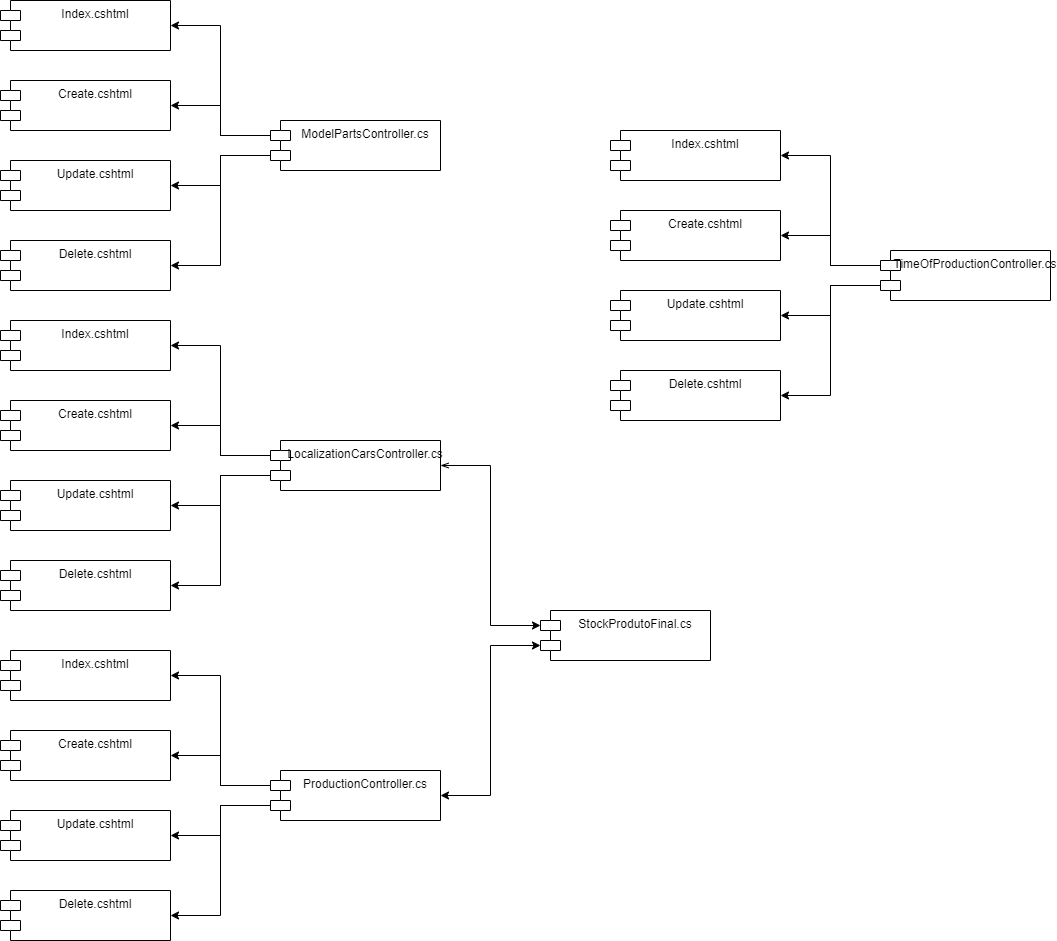 Index.cshtml
Create.cshtml
ModelPartsController.cs
Update.cshtml
Delete.cshtml
Index.cshtml
Create.cshtml
TimeOfProductionController.cs
Update.cshtml
Delete.cshtml
Index.cshtml
Create.cshtml
LocalizationCarsController.cs
Update.cshtml
Delete.cshtml
StockProdutoFinal.cs
Index.cshtml
Create.cshtml
ProductionController.cs
Update.cshtml
Delete.cshtml